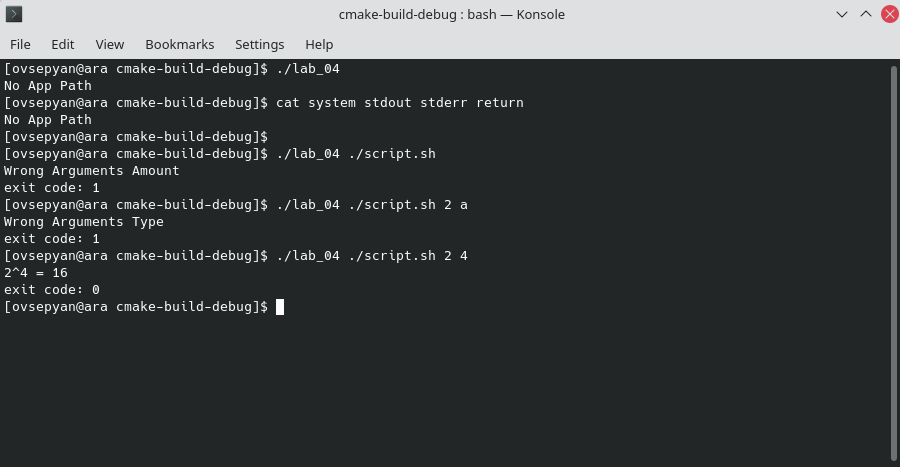 cmake-build-debug : bash — Konsole
File Edit View Bookmarks Settings Help
[ovsepyan@ara cmake-build-debug]$ ./lab_04
No App Path
[ovsepyan@ara cmake-build-debug]$ cat system stdout stderr return
No App Path
[ovsepyan@ara cmake-build-debug]$
[ovsepyan@ara cmake-build-debug]$ ./lab_04 ./script.sh
Wrong Arguments Amount
exit code: 1
[ovsepyan@ara cmake-build-debug]$ ./lab_04 ./script.sh 2 a
Wrong Arguments Type
exit code: 1
[ovsepyan@ara cmake-build-debug]$ ./lab_04 ./script.sh 2 4
2^4 = 16
exit code: 0
[ovsepyan@ara cmake-build-debug]$